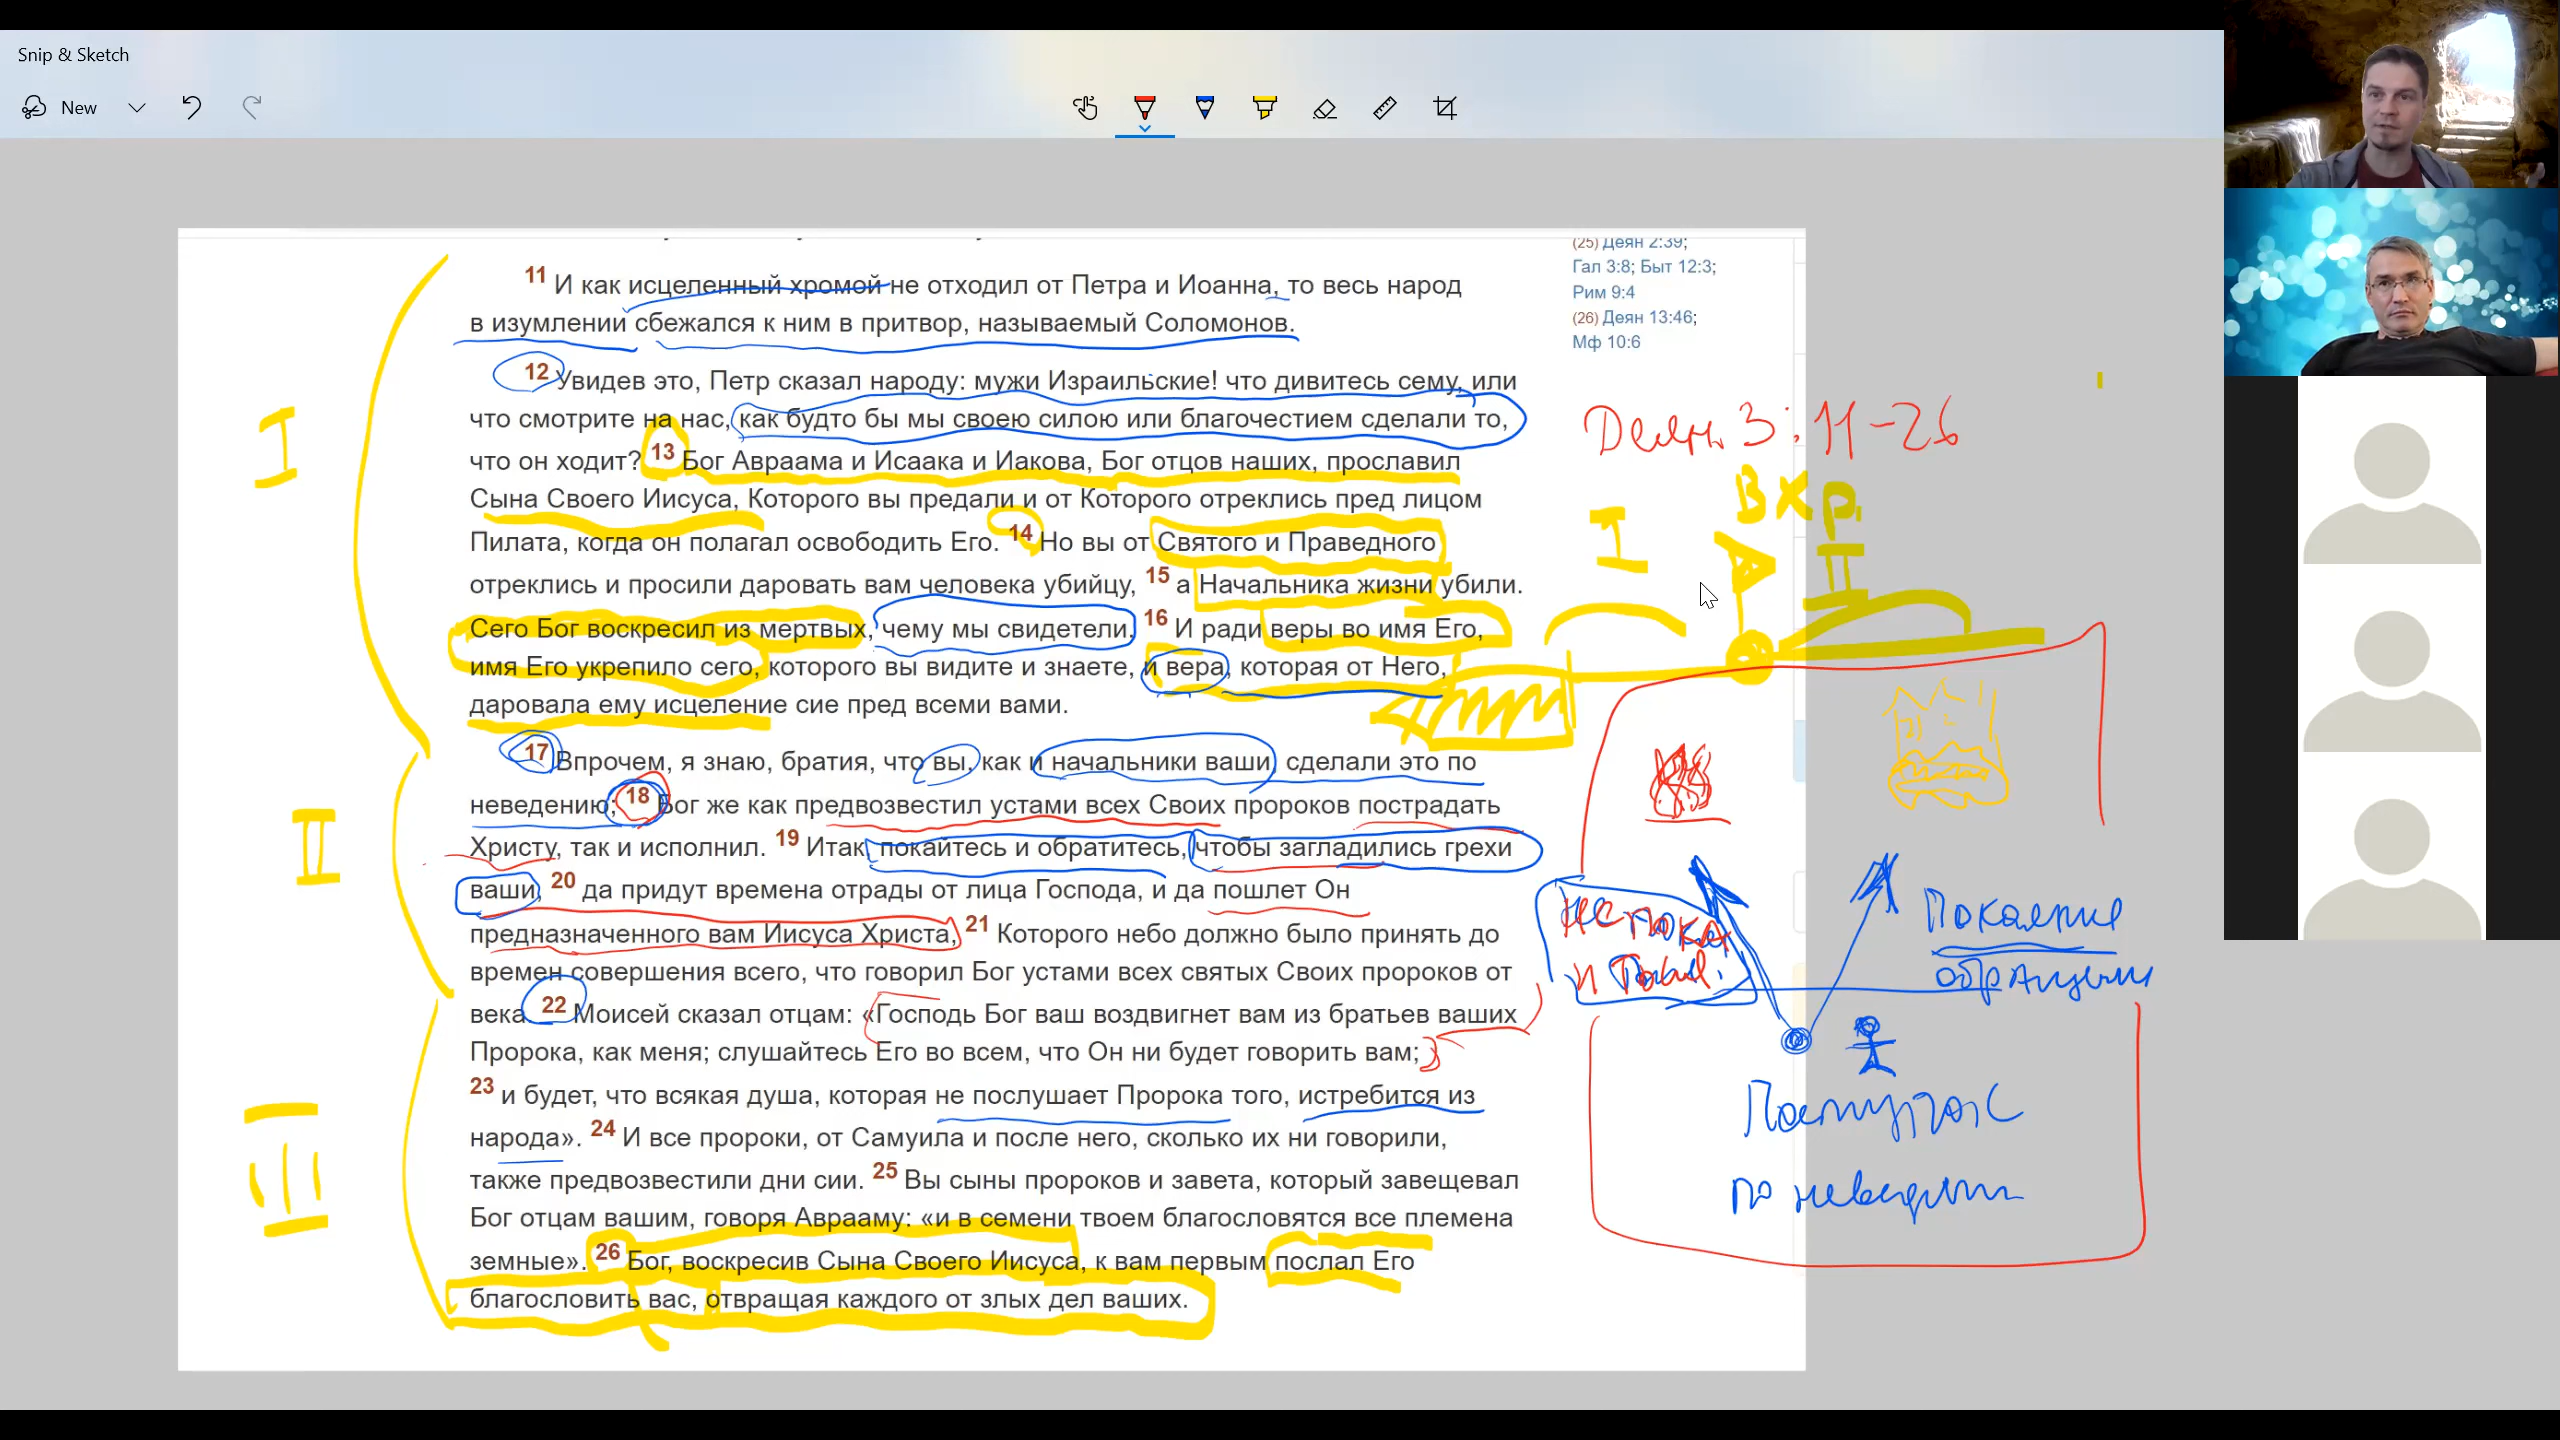 Snip & Sketch
New
(25) Деян 2:39;
Гал 3:8; Быт 12:3;
Рим 9:4
(26) Деян 13:46;
Мф 10:6
11 И как исцеленный хромой не отходил от Петра и Иоанна, то весь народ
в изумлении сбежался к ним в притвор, называемый Соломонов.
12 Увидев это, Петр сказал народу: мужи Израильские! что дивитесь сему, или
что смотрите на нас, как будто бы мы своею силою или благочестием сделали то,
что он ходит? 13 Бог Авраама и Исаака и Иакова, Бог отцов наших, прославил
Сына Своего Иисуса, Которого вы предали и от Которого отреклись пред лицом
Пилата, когда он полагал освободить Его. 14 Но вы от Святого и Праведного
отреклись и просили даровать вам человека убийцу, 15 а Начальника жизни убили.
Сего Бог воскресил из мертвых, чему мы свидетели. 16 И ради веры во имя Его,
имя Его укрепило сего, которого вы видите и знаете, и вера, которая от Него,
даровала ему исцеление сие пред всеми вами.
17 Впрочем, я знаю, братия, что вы, как и начальники ваши, сделали это по
неведению; 18 Бог же как предвозвестил устами всех Своих пророков пострадать
Христу, так и исполнил. 19 Итак, покайтесь и обратитесь, чтобы загладились грехи
ваши, 20 да придут времена отрады от лица Господа, и да пошлет Он
предназначенного вам Иисуса Христа, 21 Которого небо должно было принять до
времен совершения всего, что говорил Бог устами всех святых Своих пророков от
века. 22 Моисей сказал отцам: «Господь Бог ваш воздвигнет вам из братьев ваших
Пророка, как меня; слушайтесь Его во всем, что Он ни будет говорить вам;
23 и будет, что всякая душа, которая не послушает Пророка того, истребится из
народа». 24 И все пророки, от Самуила и после него, сколько их ни говорили,
также предвозвестили дни сии. 25 Вы сыны пророков и завета, который завещевал
Бог отцам вашим, говоря Аврааму: «и в семени твоем благословятся все племена
земные». 26 Бог, воскресив Сына Своего Иисуса, к вам первым послал Его
благословить вас, отвращая каждого от злых дел ваших.
I
II
III
Деян. 3:11-26
I
II
Покаяние